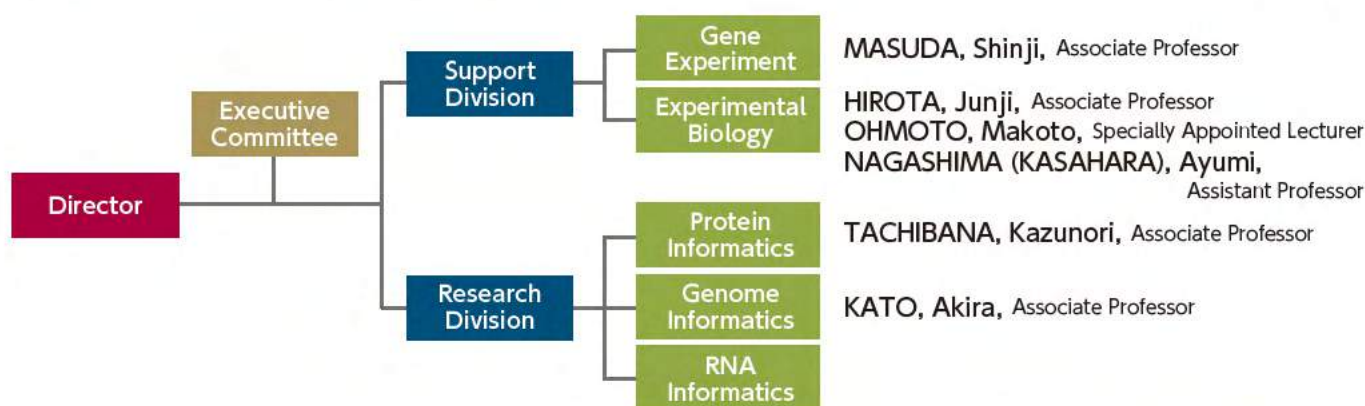 Director
Executive
Committee
Support
Division
Gene
Experiment
MASUDA, Shinji, Associate Professor
Experimental
Biology
HIROTA, Junji, Associate Professor
OHMOTO, Makoto, Specially Appointed Lecturer
NAGASHIMA (KASAHARA), Ayumi,
Assistant Professor
Research
Division
Protein
Informatics
TACHIBANA, Kazunori, Associate Professor
Genome
Informatics
KATO, Akira, Associate Professor
RNA
Informatics